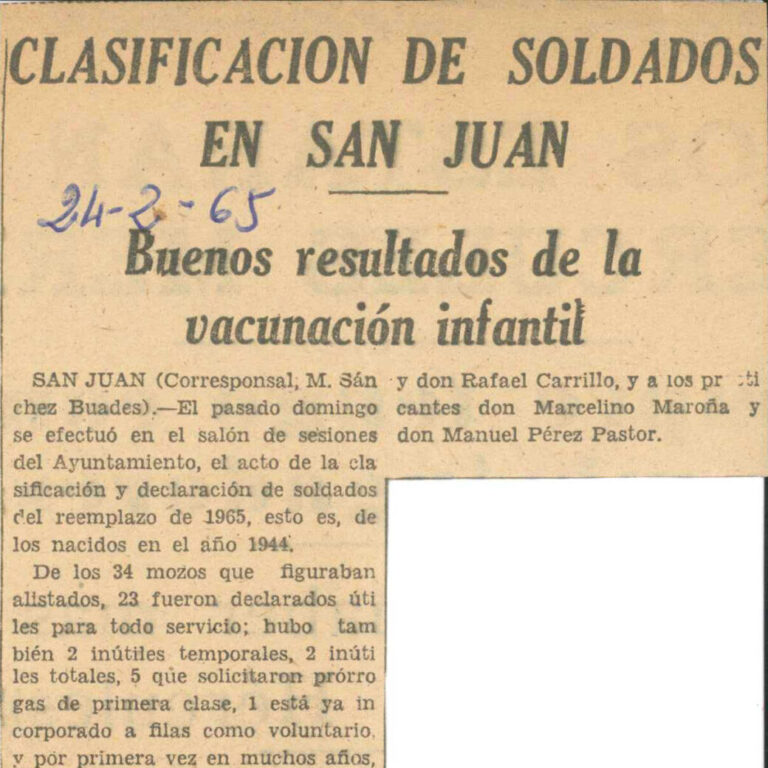 CLASIFICACION DE SOLDADOS
EN SAN JUAN
24-2-65
Buenos resultados de la
vacunación infantil
SAN JUAN (Corresponsal, M. Sán
chez Buades).—El pasado domingo
se efectuó en el salón de sesiones
del Ayuntamiento, el acto de la cla
sificación y declaración de soldados
del reemplazo de 1965, esto es, de
los nacidos en el año 1944.
De los 34 mozos que figuraban
alistados, 23 fueron declarados úti
les para todo servicio; hubo tam
bién 2 inútiles temporales, 2 inúti
les totales, 5 que solicitaron prórro
gas de primera clase, 1 está ya in
corporado a filas como voluntario,
y por primera vez en muchos años,
y don Rafael Carrillo, y a los
cantes don Marcelino Maroña y
don Manuel Pérez Pastor.